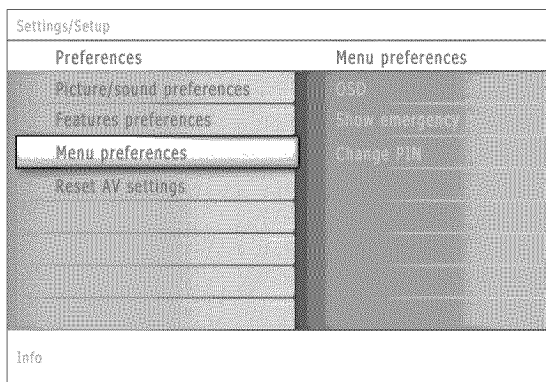 Settings/Setup
Preferences
Menu preferences
Picture/sound preferences
OSD
Features preferences
Show emergency
Menu preferences
Change PIN
Reset AV settings
Info